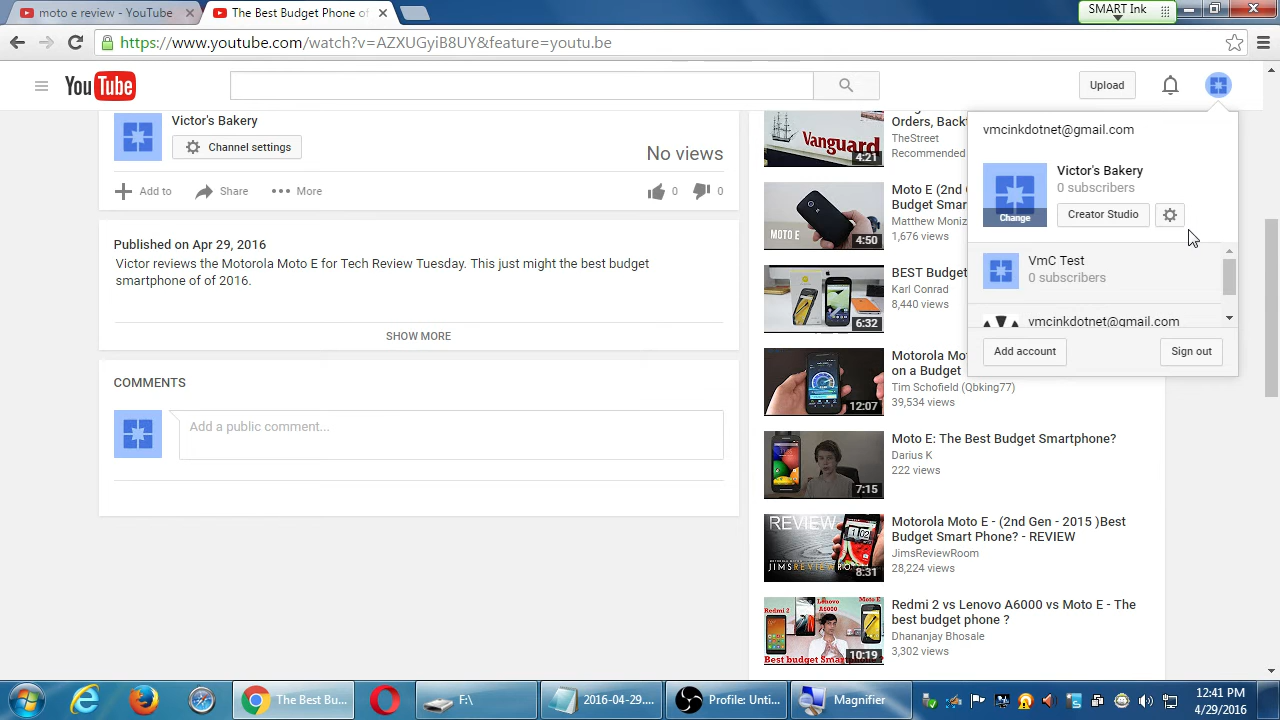 moto e review - YouTube
The Best Budget Phone of
SMART Ink
https://www.youtube.com/watch?v=AZXUGyiB8UY&feature=youtu.be
YouTube
Upload
Victor's Bakery
Channel settings
No views
Add to
Share
More
0
0
Published on Apr 29, 2016
Victor reviews the Motorola Moto E for Tech Review Tuesday. This just might the best budget
smartphone of of 2016.
SHOW MORE
COMMENTS
Add a public comment...
Vanguard
4:21
Orders, Back
TheStreet
Recommended
MOTO E
4:50
Moto E (2nd G
Budget Smar
Matthew Moniz
1,676 views
6:32
BEST Budget
Karl Conrad
8,440 views
12:07
Motorola Mo
on a Budget
Tim Schofield (Qbking77)
39,534 views
7:15
Moto E: The Best Budget Smartphone?
Darius K
222 views
REVIEW
JIMSREVIEWROOM
8:31
Motorola Moto E - (2nd Gen - 2015 )Best
Budget Smart Phone? - REVIEW
JimsReviewRoom
28,224 views
Redmi 2
Lenovo
A6000
Moto E
Best budget Smar
10:19
Redmi 2 vs Lenovo A6000 vs Moto E - The
best budget phone ?
Dhananjay Bhosale
3,302 views
vmcinkdotnet@gmail.com
Change
Victor's Bakery
0 subscribers
Creator Studio
VmC Test
0 subscribers
vmcinkdotnet@gmail.com
Add account
Sign out
The Best Bu...
F:\
2016-04-29....
Profile: Unti...
Magnifier
12:41 PM
4/29/2016